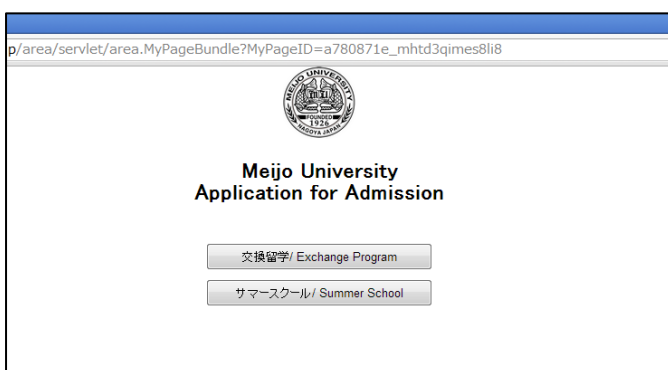 p/area/servlet/area.MyPageBundle?MyPageID=a780871e_mhtd3qimes8li8
MEIJO UNIVERSITY
FOUNDED
1926
NAGOYA JAPAN
Meijo University
Application for Admission
交換留学/ Exchange Program
サマースクール/ Summer School